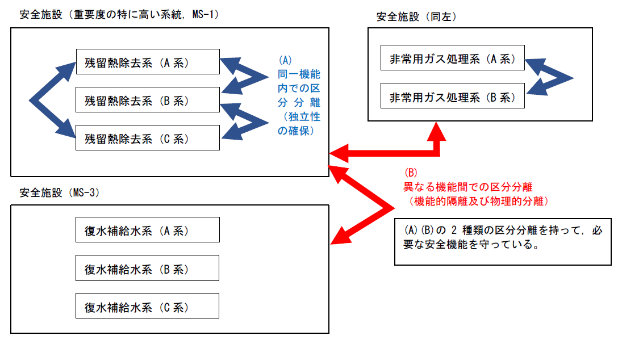 安全施設（重要度の特に高い系統，MS-1）
残留熱除去系（A 系）
残留熱除去系（B 系）
残留熱除去系（C 系）
(A)
同一機能
内での区
分 分 離
（独立性
の確保）
安全施設（同左）
非常用ガス処理系（A 系）
非常用ガス処理系（B 系）
(B)
異なる機能間での区分分離
（機能的隔離及び物理的分離）
安全施設（MS-3）
復水補給水系（A 系）
復水補給水系（B 系）
復水補給水系（C 系）
(A)(B)の 2 種類の区分分離を持って，必
要な安全機能を守っている。